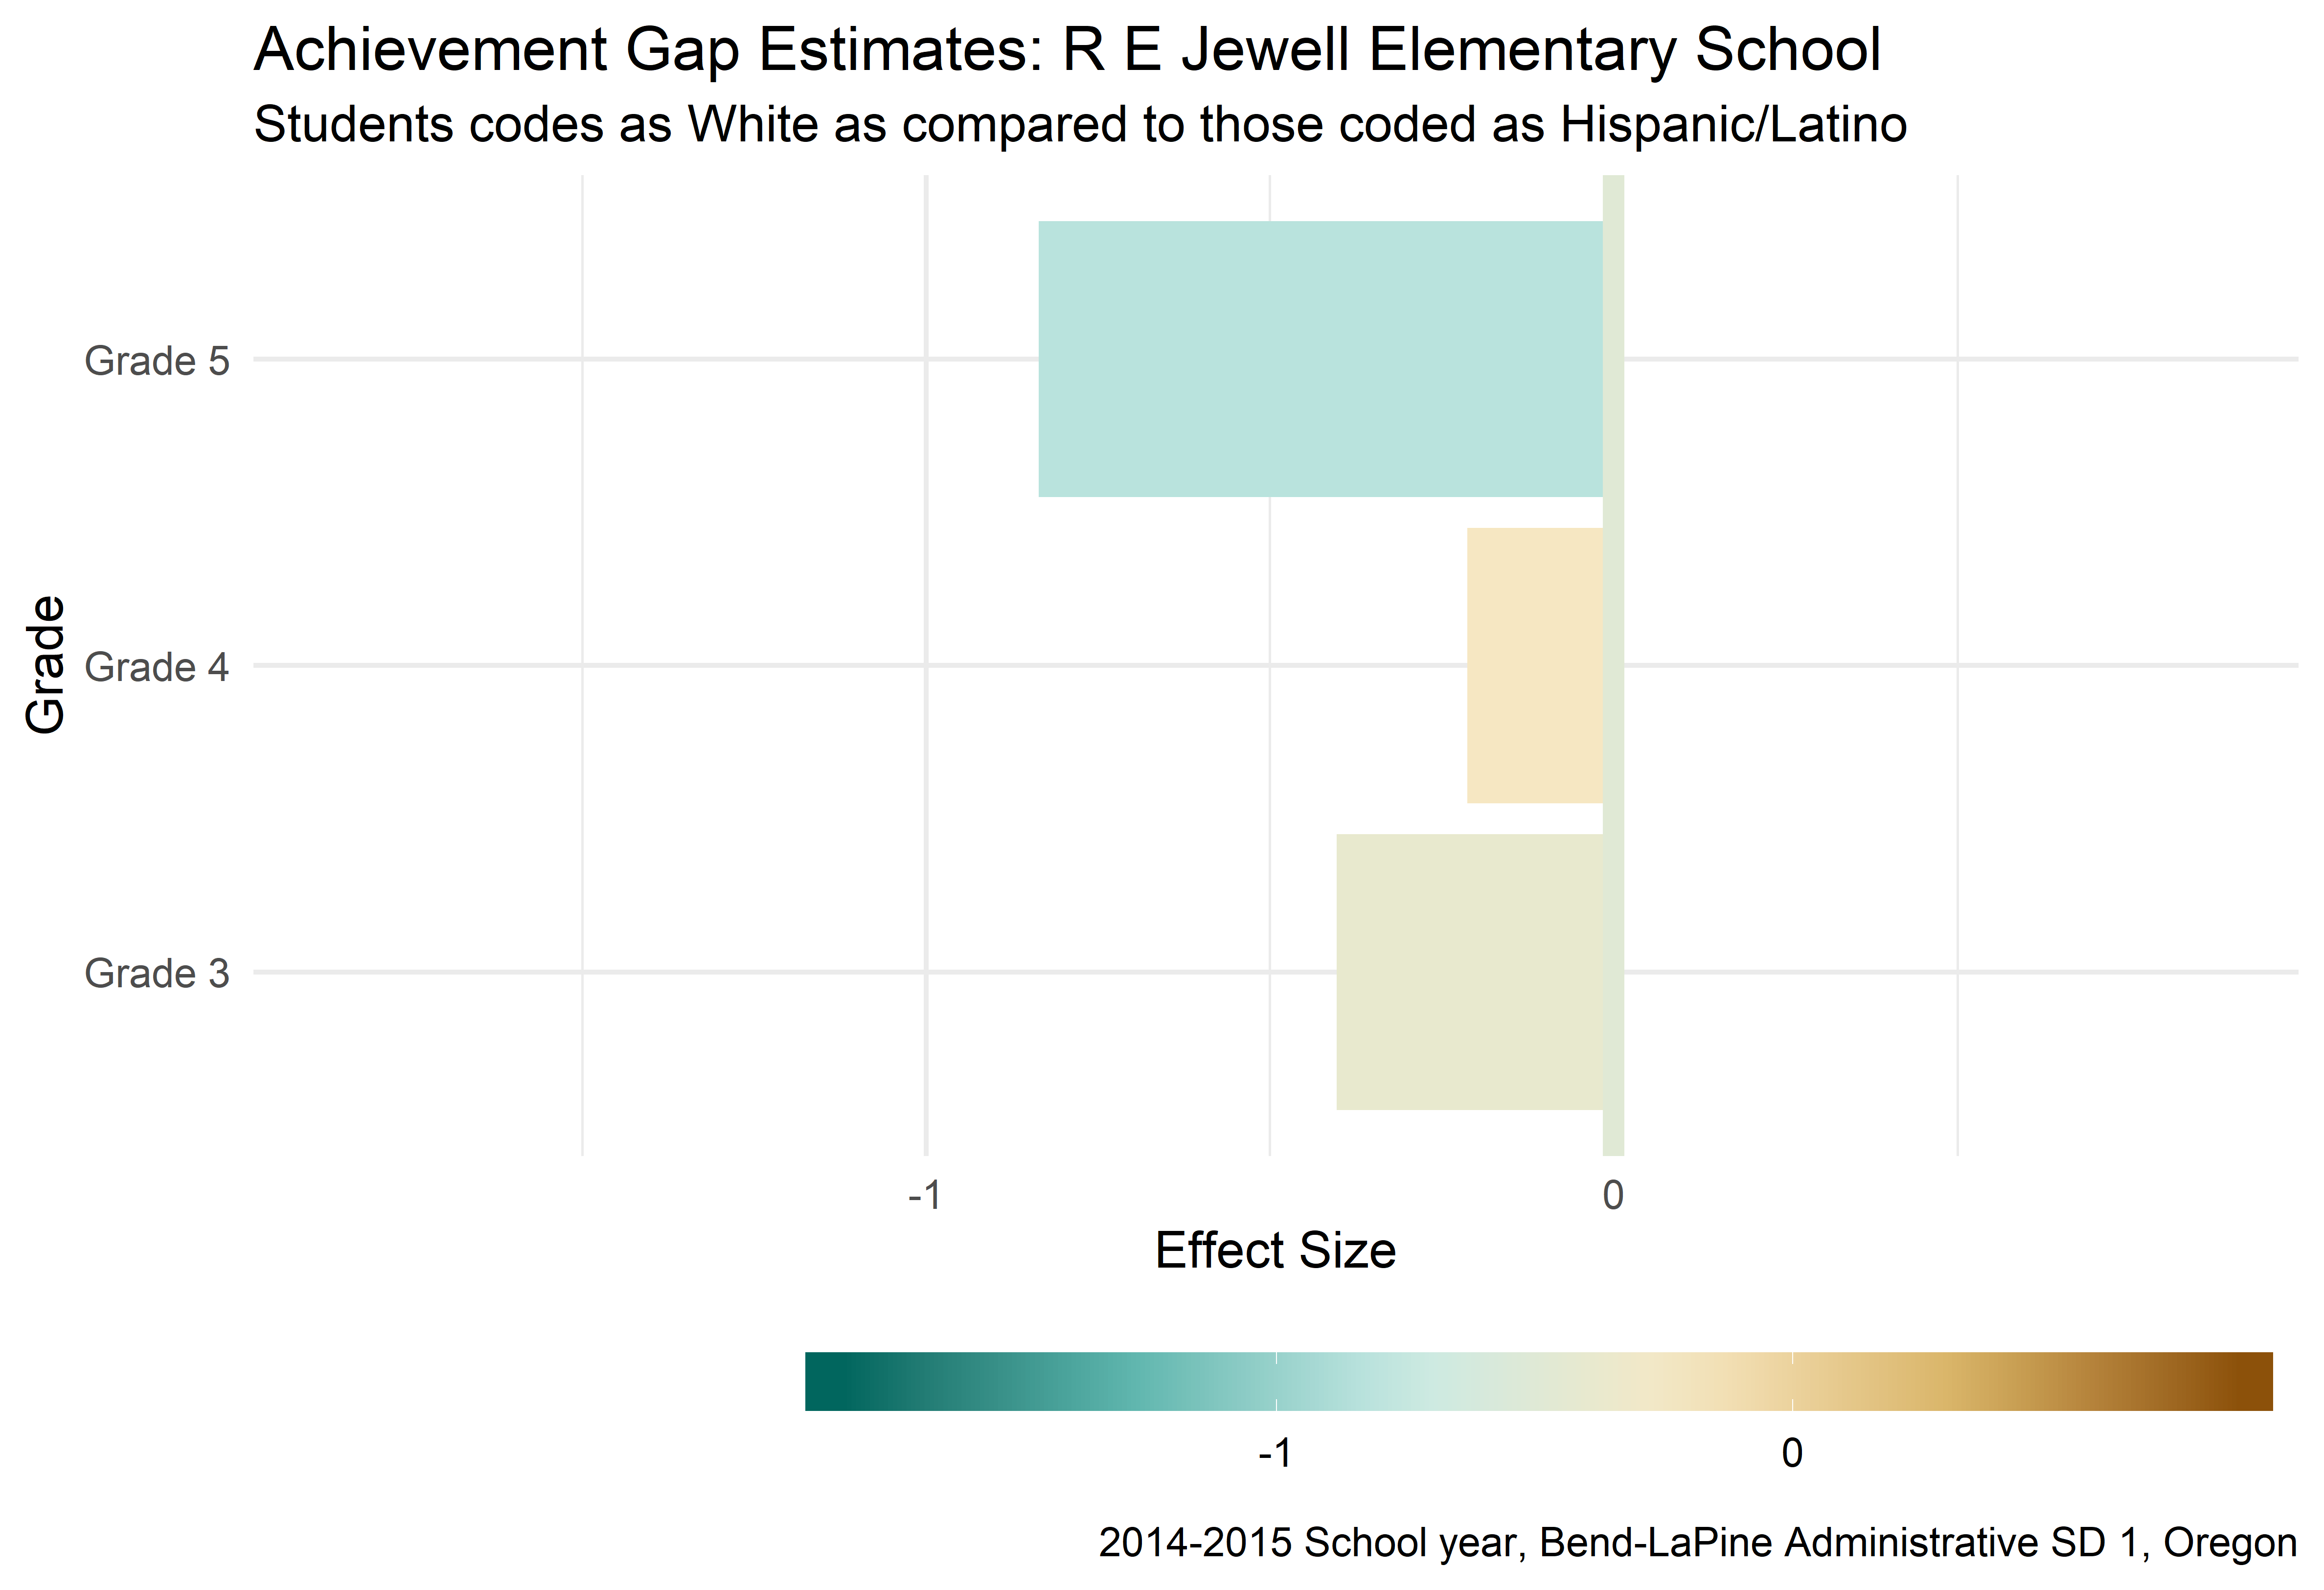 Achievement Gap Estimates: R E Jewell Elementary School
Students codes as White as compared to those coded as Hispanic/Latino
Grade
Grade 5
Grade 4
Grade 3
-1
0
Effect Size
-1
0
2014-2015 School year, Bend-LaPine Administrative SD 1, Oregon